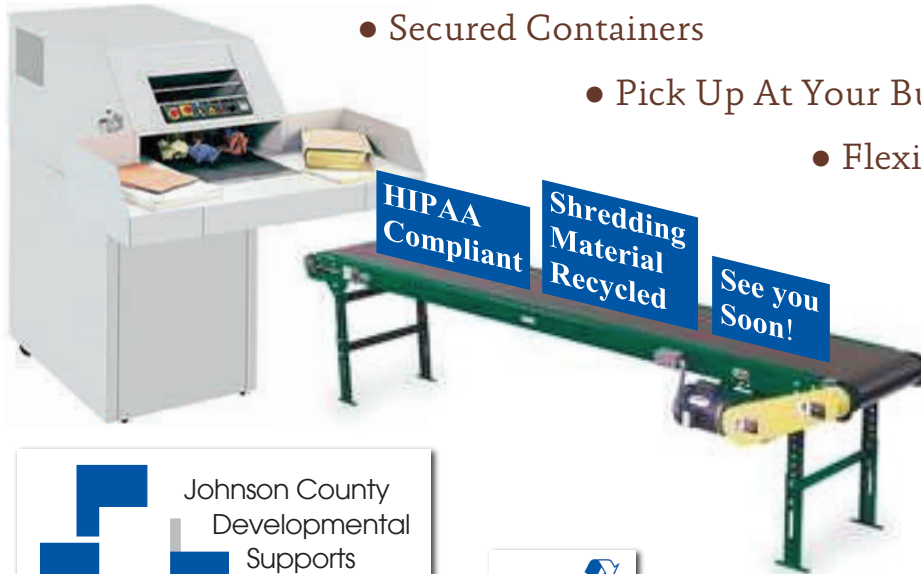 ● Secured Containers
● Pick Up At Your Bu
● Flexi
HIPAA
Compliant
Shredding
Material
Recycled
See you
Soon!
Johnson County
Developmental
Supports